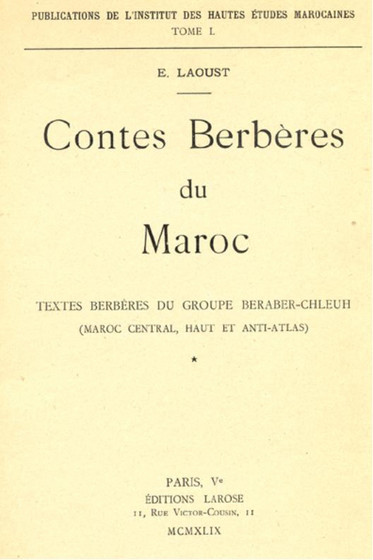 PUBLICATIONS DE L'INSTITUT DES HAUTES ÉTUDES MAROCAINES
TOME L
E. LAOUST
Contes Berbères
du
Maroc
TEXTES BERBÈRES DU GROUPE BERABER-CHLEUH
(MAROC CENTRAL, HAUT ET ANTI-ATLAS)
*
PARIS, Ve
ÉDITIONS LAROSE
11, RUE VICTOR-COUSIN, 11
MCMXLIX